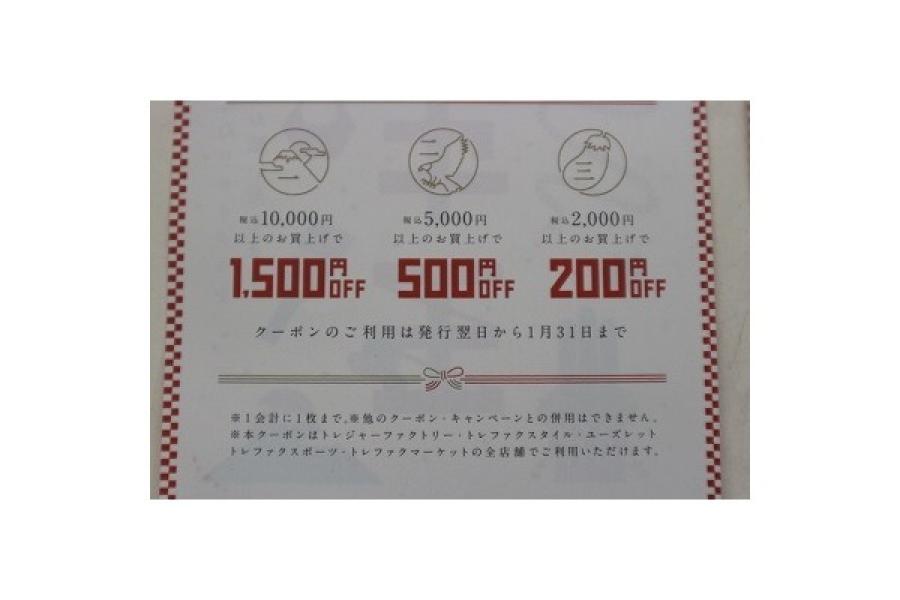 一
二
三
税込10,000円
以上のお買上げで
1,500円OFF
税込5,000円
以上のお買上げで
500円OFF
税込2,000円
以上のお買上げで
200円OFF
クーポンのご利用は発行翌日から1月31日まで
※1会計に1枚まで。※他のクーポン・キャンペーンとの併用はできません。
※本クーポンはトレジャーファクトリー・トレファクスタイル・ユーズレット
トレファクスポーツ・トレファクマーケットの全店舗でご利用いただけます。